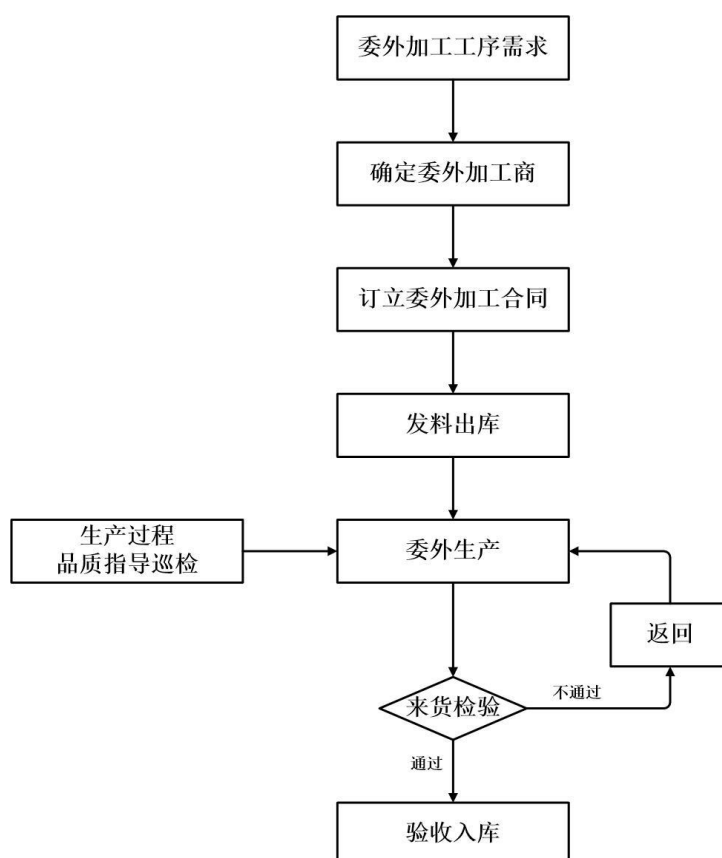 委外加工工序需求
确定委外加工商
订立委外加工合同
发料出库
生产过程
品质指导巡检
委外生产
返回
来货检验
不通过
通过
验收入库